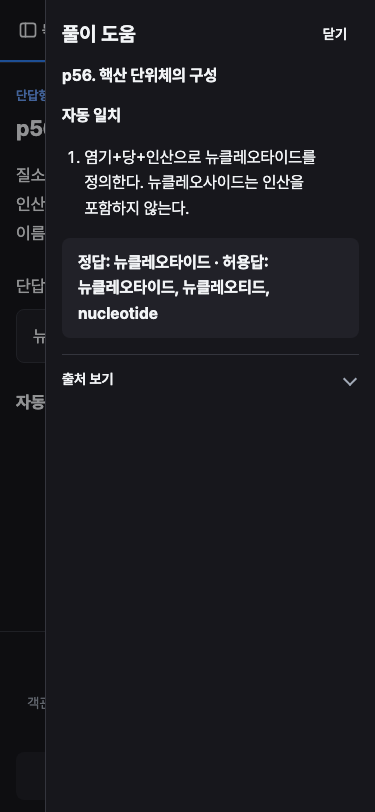 풀이 도움
닫기
p56. 핵산 단위체의 구성
자동 일치
1. 염기+당+인산으로 뉴클레오타이드를
정의한다. 뉴클레오사이드는 인산을
포함하지 않는다.
정답: 뉴클레오타이드 · 허용답:
뉴클레오타이드, 뉴클레오티드,
nucleotide
출처 보기
단답형
p5
질소
인산
이름
단답
뉴
자동
객관